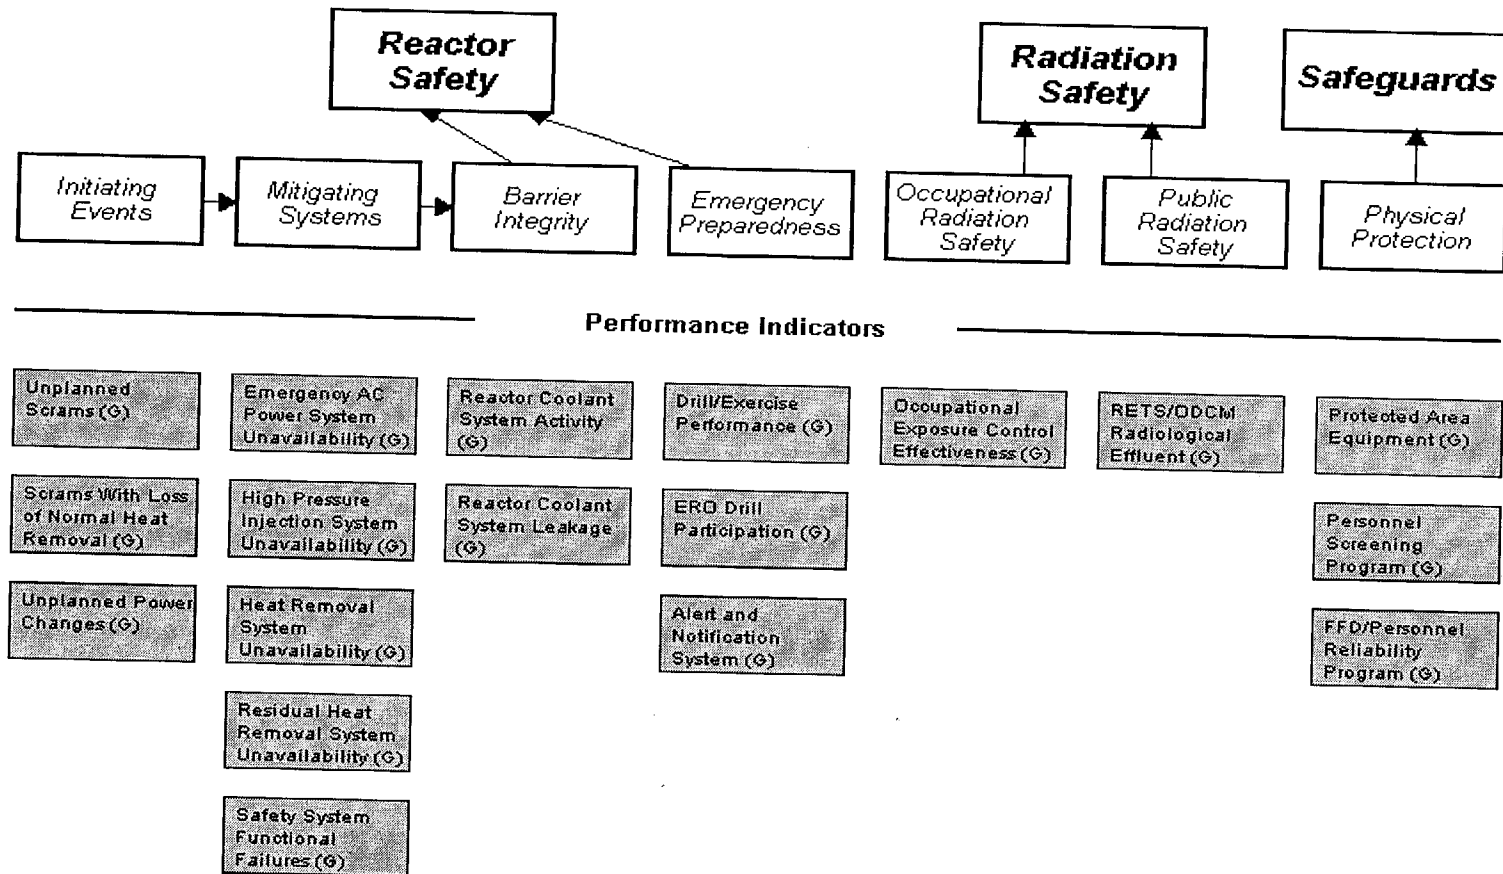 Reactor
Safety
Radiation
Safety
Safeguards
Initiating
Events
Mitigating
Systems
Barrier
Integrity
Emergency
Preparedness
Occupational
Radiation
Safety
Public
Radiation
Safety
Physical
Protection
Performance Indicators
Unplanned
Scrams (G)
Emergency AC
Power System
Unavailability (G)
Reactor Coolant
System Activity
(G)
Drill/Exercise
Performance (G)
Occupational
Exposure Control
Effectiveness (G)
RETS/ODCM
Radiological
Effluent (G)
Protected Area
Equipment (G)
Scrams With Loss
of Normal Heat
Removal (G)
High Pressure
Injection System
Unavailability (G)
Reactor Coolant
System Leakage
(G)
ERO Drill
Participation (G)
Personnel
Screening
Program (G)
Unplanned Power
Changes (G)
Heat Removal
System
Unavailability (G)
Alert and
Notification
System (G)
FFD/Personnel
Reliability
Program (G)
Residual Heat
Removal System
Unavailability (G)
Safety System
Functional
Failures (G)